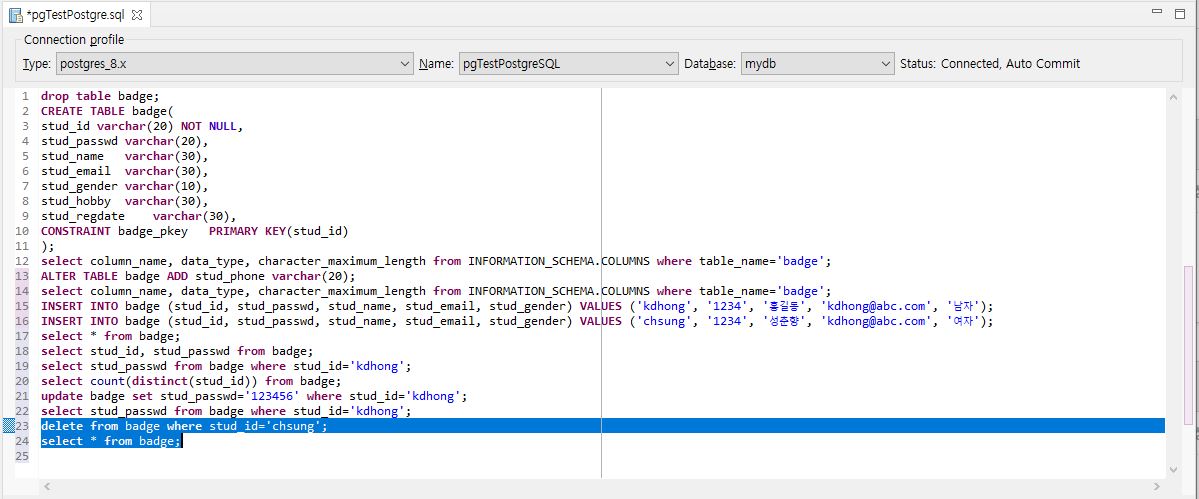 *pgTestPostgre.sql
Connection profile
Type: postgres_8.x Name: pgTestPostgreSQL Database: mydb Status: Connected, Auto Commit
1 drop table badge;
2 CREATE TABLE badge(
3 stud_id varchar(20) NOT NULL,
4 stud_passwd varchar(20),
5 stud_name varchar(30),
6 stud_email varchar(30),
7 stud_gender varchar(10),
8 stud_hobby varchar(30),
9 stud_regdate varchar(30),
10 CONSTRAINT badge_pkey PRIMARY KEY(stud_id)
11 );
12 select column_name, data_type, character_maximum_length from INFORMATION_SCHEMA.COLUMNS where table_name='badge';
13 ALTER TABLE badge ADD stud_phone varchar(20);
14 select column_name, data_type, character_maximum_length from INFORMATION_SCHEMA.COLUMNS where table_name='badge';
15 INSERT INTO badge (stud_id, stud_passwd, stud_name, stud_email, stud_gender) VALUES ('kdhong', '1234', '홍길동', 'kdhong@abc.com', '남자');
16 INSERT INTO badge (stud_id, stud_passwd, stud_name, stud_email, stud_gender) VALUES ('chsung', '1234', '성춘향', 'kdhong@abc.com', '여자');
17 select * from badge;
18 select stud_id, stud_passwd from badge;
19 select stud_passwd from badge where stud_id='kdhong';
20 select count(distinct(stud_id)) from badge;
21 update badge set stud_passwd='123456' where stud_id='kdhong';
22 select stud_passwd from badge where stud_id='kdhong';
23 delete from badge where stud_id='chsung';
24 select * from badge;
25